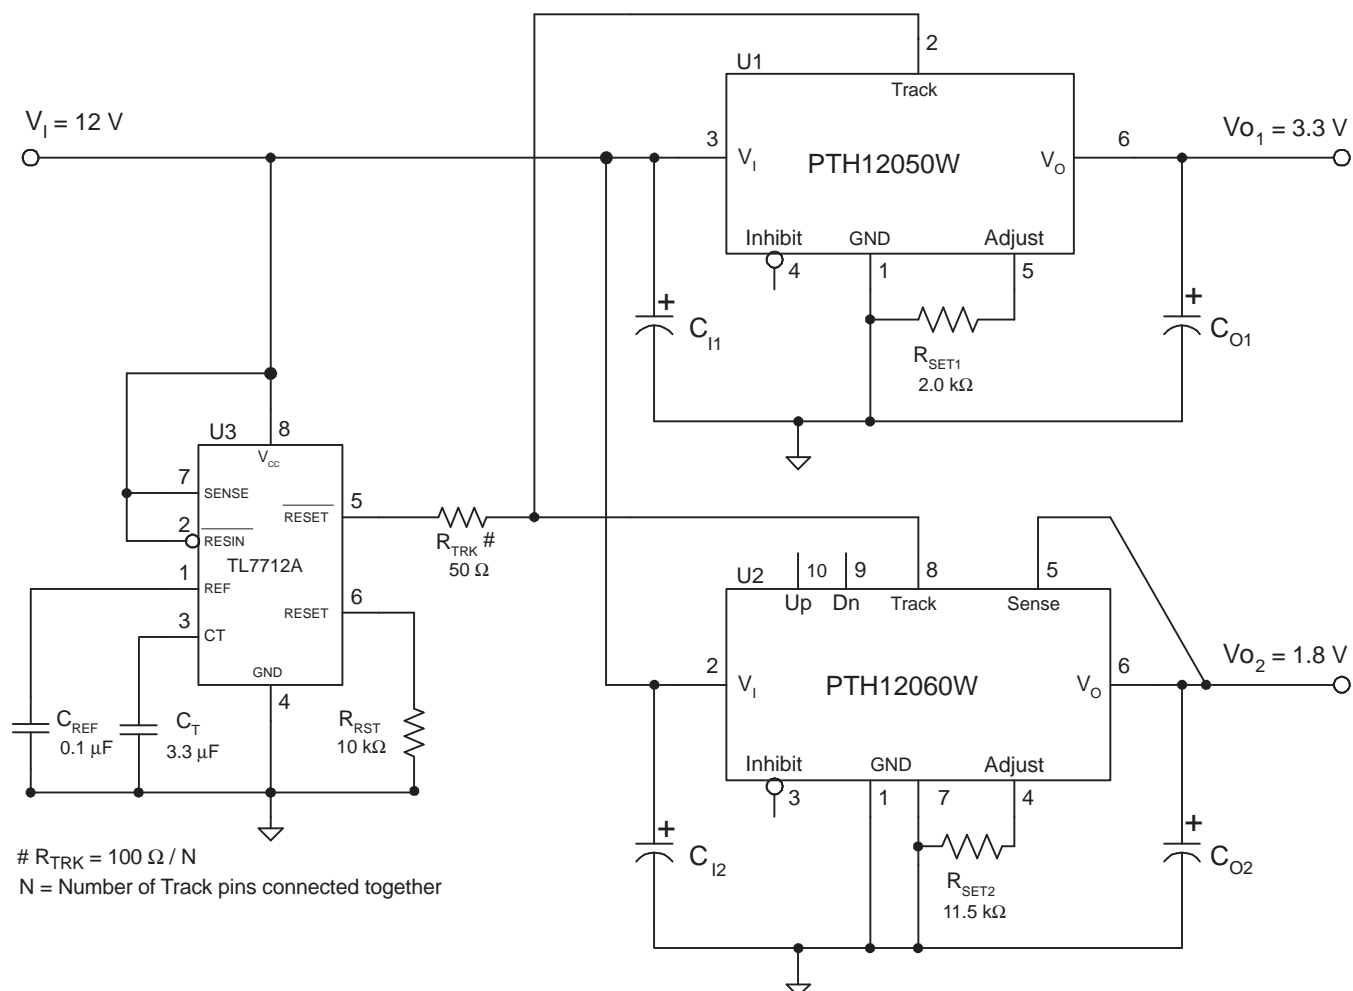 2
U1
Track
V_I = 12 V
3
V_I
PTH12050W
V_O
6
Vo_1 = 3.3 V
Inhibit
GND
Adjust
4
1
5
+
C_I1
R_SET1
2.0 kΩ
+
C_O1
U3
8
V_CC
7
SENSE
2
RESIN
TL7712A
1
REF
3
CT
GND
4
RESET
5
RESET
6
R_TRK #
50 Ω
C_REF
0.1 µF
C_T
3.3 µF
R_RST
10 kΩ
U2
10
9
8
5
Up
Dn
Track
Sense
2
V_I
PTH12060W
V_O
6
Vo_2 = 1.8 V
Inhibit
GND
Adjust
3
1
7
4
+
C_I2
R_SET2
11.5 kΩ
+
C_O2
# R_TRK = 100 Ω / N
N = Number of Track pins connected together